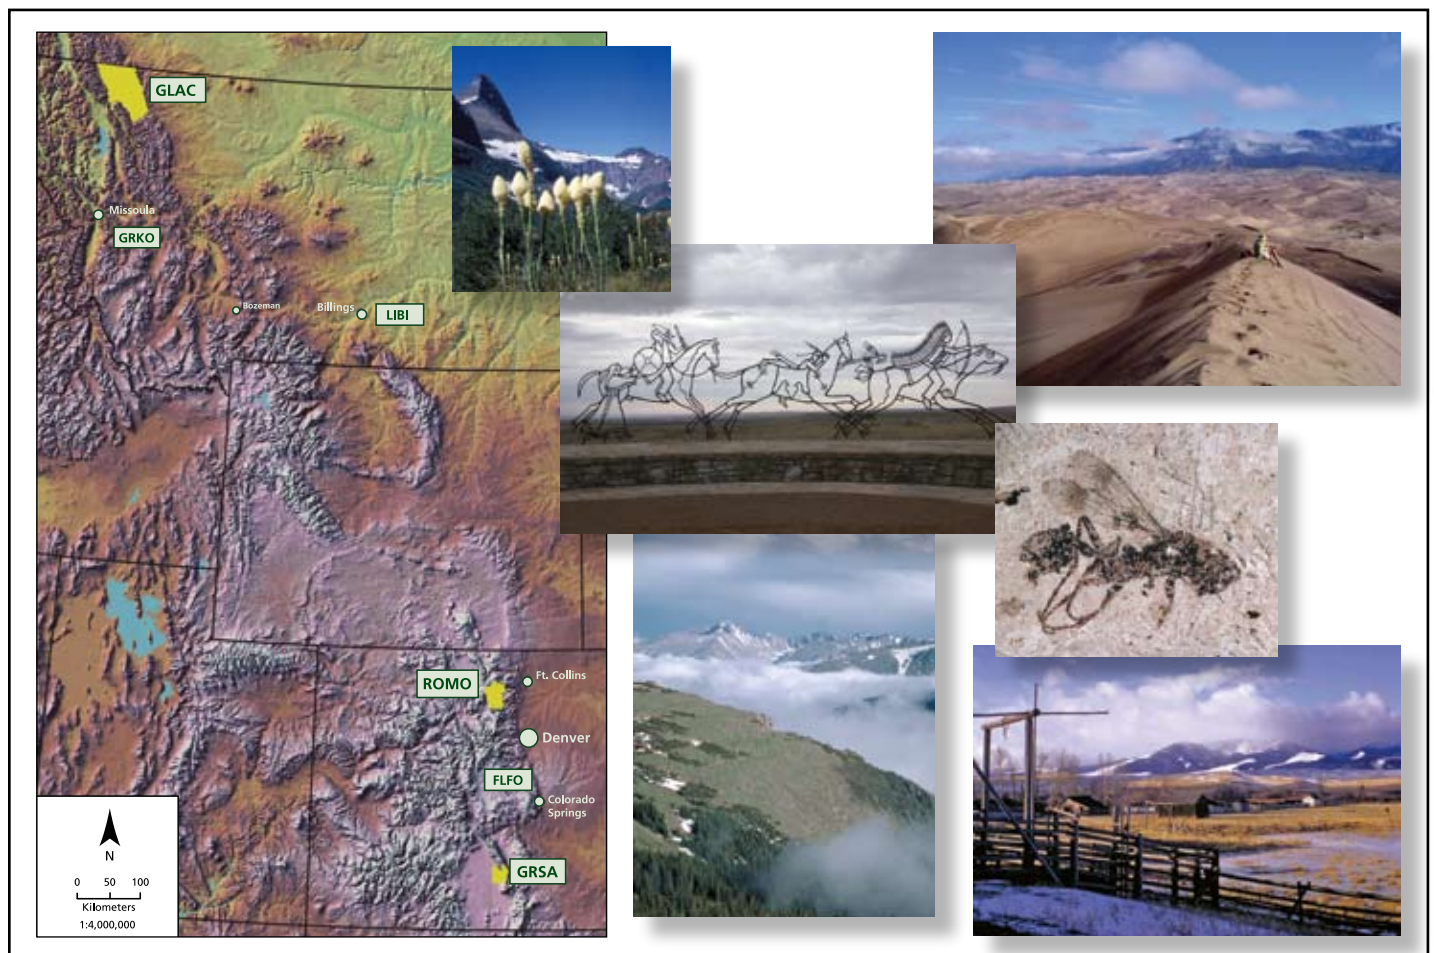 GLAC
Missoula
GRKO
Bozeman
Billings
LIBI
ROMO
Ft. Collins
Denver
FLFO
Colorado
Springs
GRSA
N
0 50 100
Kilometers
1:4,000,000